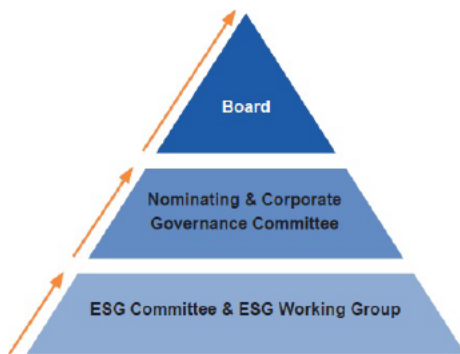 Board
Nominating & Corporate
Governance Committee
ESG Committee & ESG Working Group